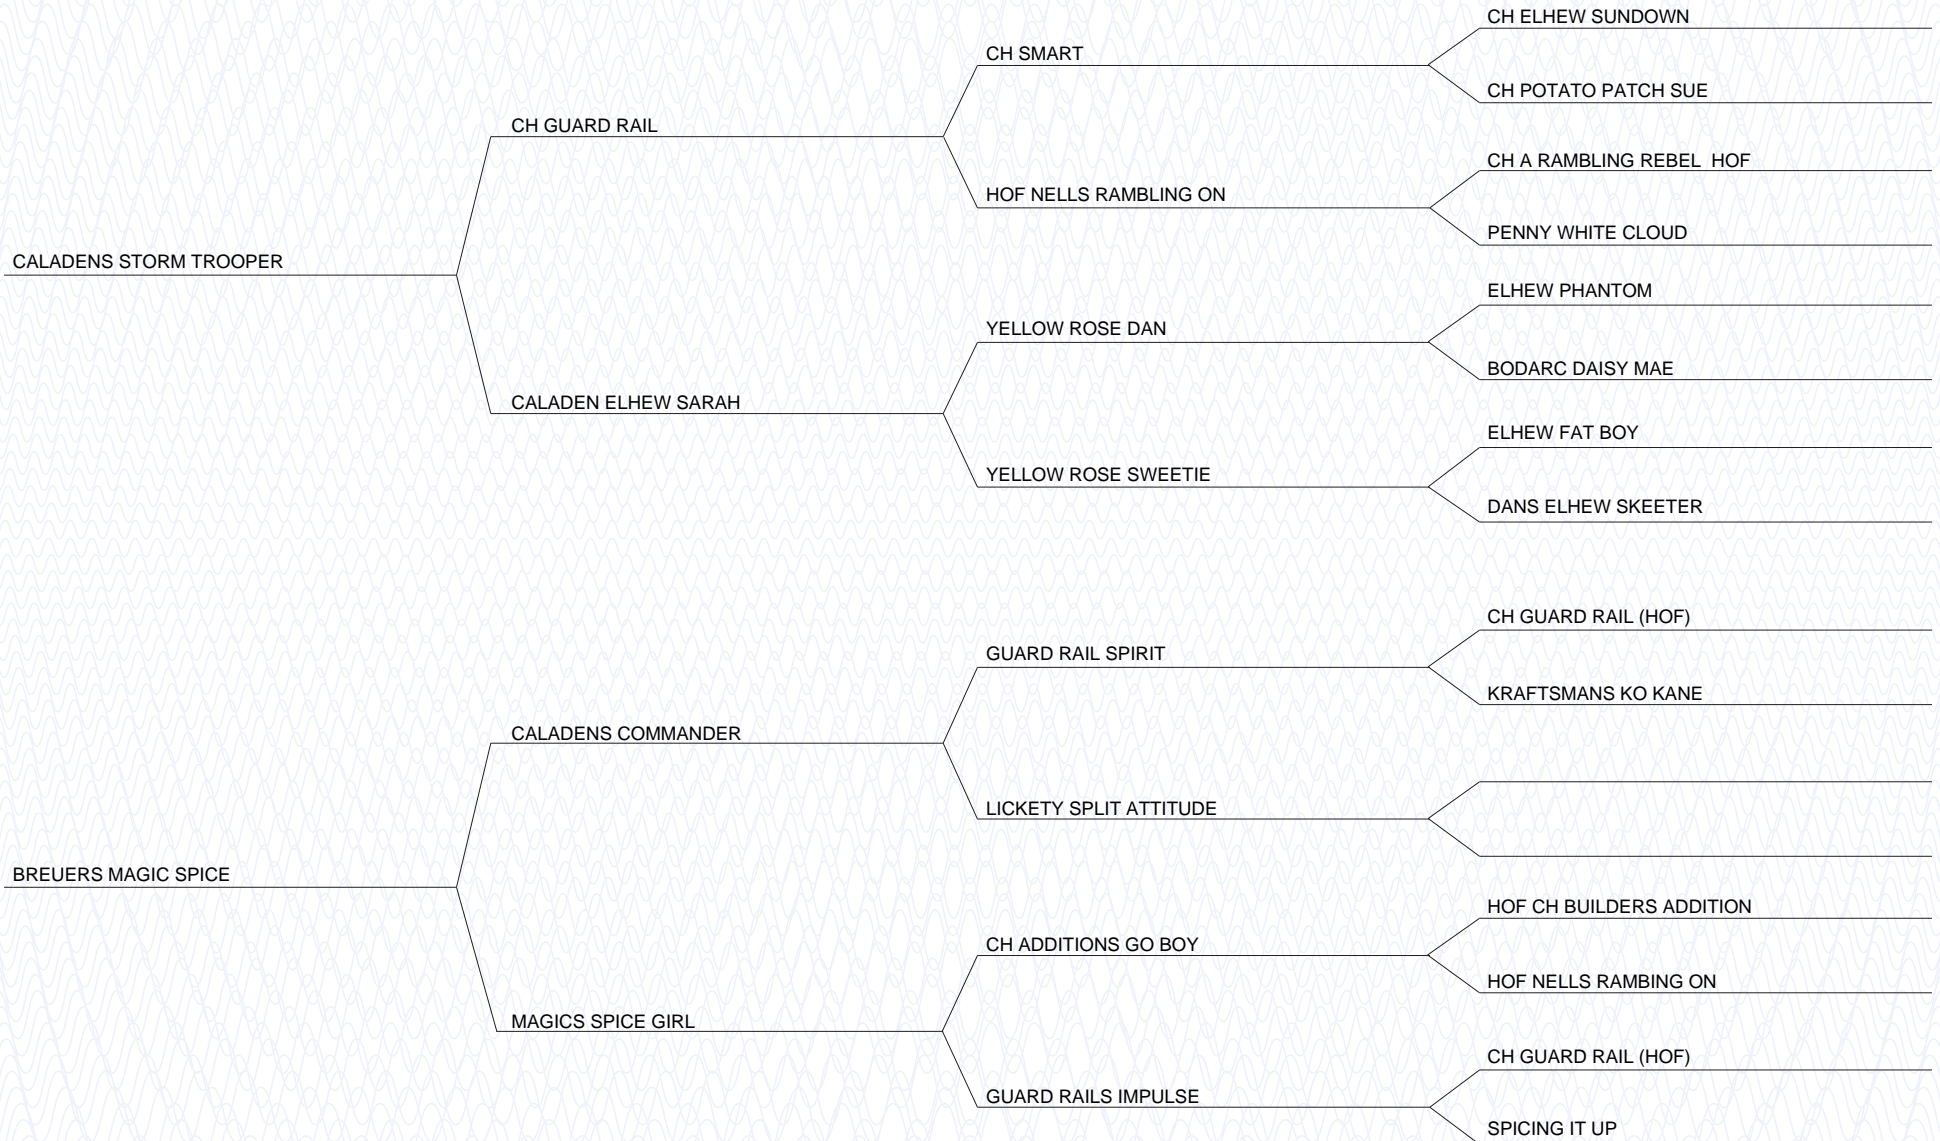 CH ELHEW SUNDOWN
CH SMART
CH POTATO PATCH SUE
CH GUARD RAIL
CH A RAMBLING REBEL  HOF
HOF NELLS RAMBLING ON
PENNY WHITE CLOUD
CALADENS STORM TROOPER
ELHEW PHANTOM
YELLOW ROSE DAN
BODARC DAISY MAE
CALADEN ELHEW SARAH
ELHEW FAT BOY
YELLOW ROSE SWEETIE
DANS ELHEW SKEETER
CH GUARD RAIL (HOF)
GUARD RAIL SPIRIT
KRAFTSMANS KO KANE
CALADENS COMMANDER
LICKETY SPLIT ATTITUDE
BREUERS MAGIC SPICE
HOF CH BUILDERS ADDITION
CH ADDITIONS GO BOY
HOF NELLS RAMBING ON
MAGICS SPICE GIRL
CH GUARD RAIL (HOF)
GUARD RAILS IMPULSE
SPICING IT UP